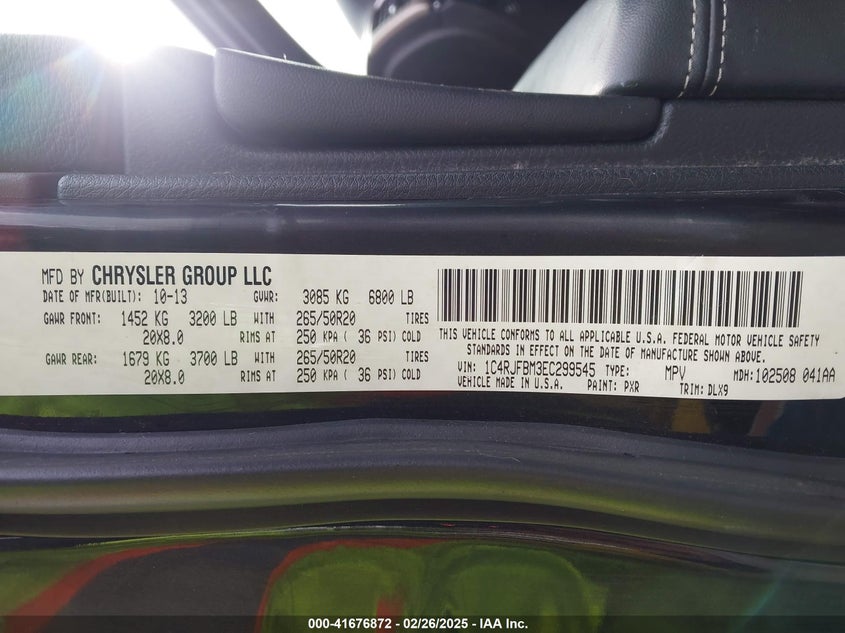 MFD BY CHRYSLER GROUP LLC
DATE OF MFR(BUILT): 10-13 GVWR: 3085 KG 6800 LB
GAWR FRONT: 1452 KG 3200 LB WITH 265/50R20 TIRES
20X8.0 RIMS AT 250 KPA ( 36 PSI) COLD
GAWR REAR: 1679 KG 3700 LB WITH 265/50R20 TIRES
20X8.0 RIMS AT 250 KPA ( 36 PSI) COLD
THIS VEHICLE CONFORMS TO ALL APPLICABLE U.S.A. FEDERAL MOTOR VEHICLE SAFETY
STANDARDS IN EFFECT ON THE DATE OF MANUFACTURE SHOWN ABOVE.
VIN: 1C4RJFBM3EC299545 TYPE: MPV MDH: 102508 041AA
VEHICLE MADE IN U.S.A. PAINT: PXR TRIM: DLX9
000-41676872 - 02/26/2025 - IAA Inc.